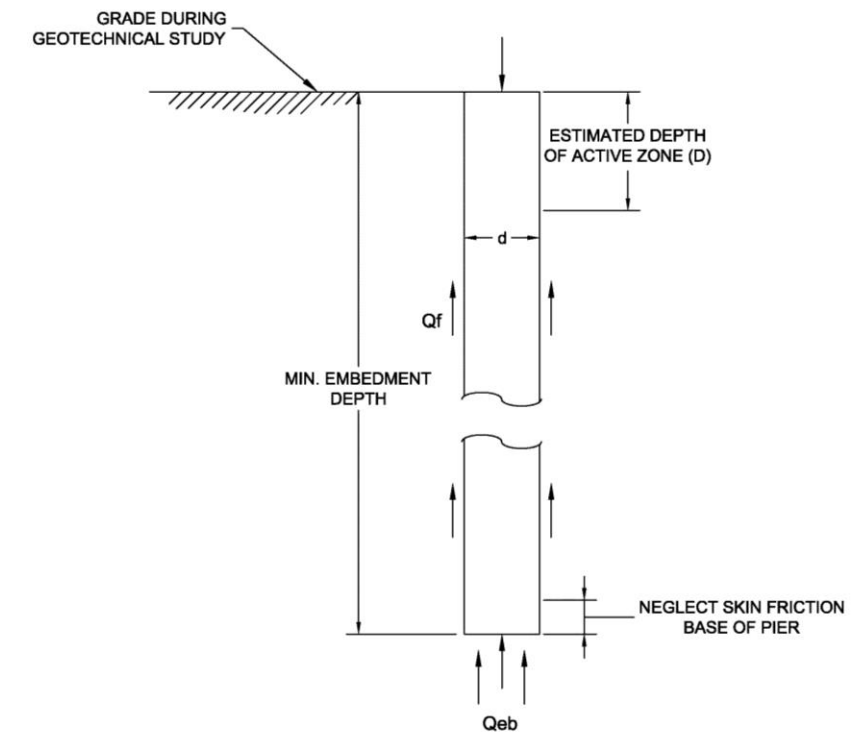 GRADE DURING
GEOTECHNICAL STUDY
ESTIMATED DEPTH
OF ACTIVE ZONE (D)
d
Qf
MIN. EMBEDMENT
DEPTH
NEGLECT SKIN FRICTION
BASE OF PIER
Qeb